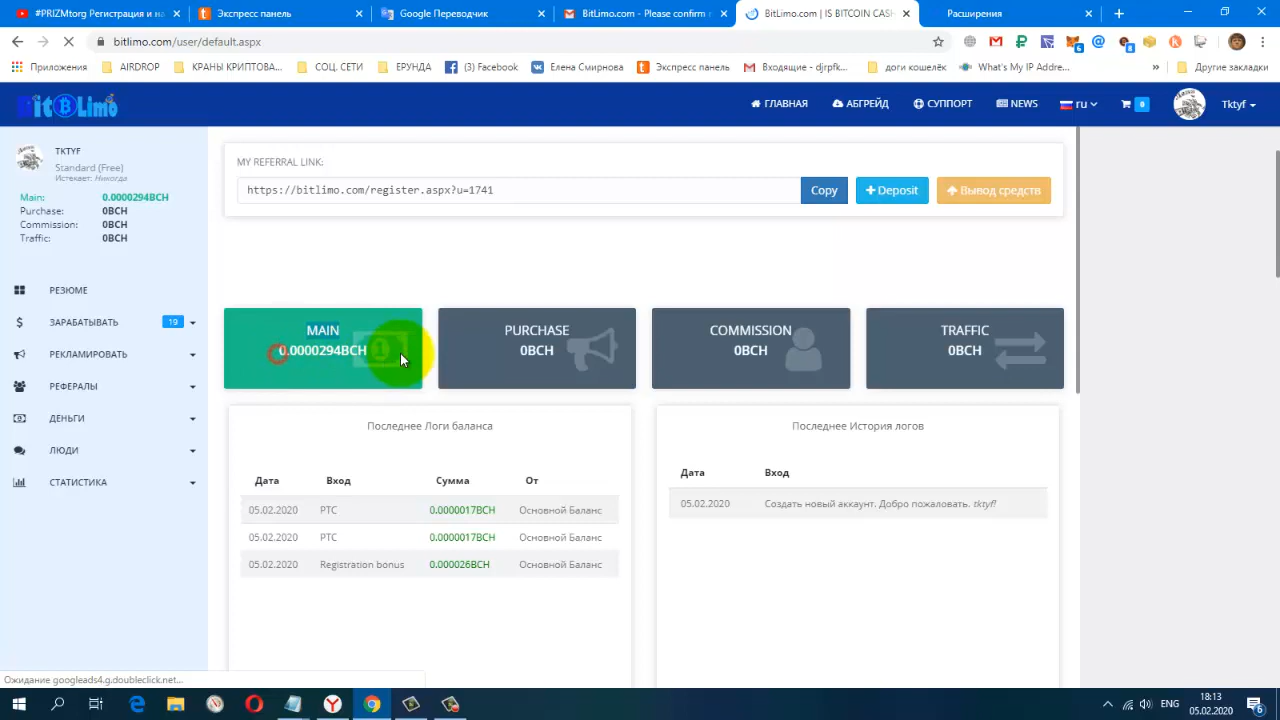 #PRIZMtorg Регистрация и на
Экспресс панель
Google Переводчик
BitLimo.com - Please confirm
BitLimo.com | IS BITCOIN CASH
Расширения
bitlimo.com/user/default.aspx
Приложения
AIRDROP
КРАНЫ КРИПТОВА...
СОЦ. СЕТИ
ЕРУНДА
(3) Facebook
Елена Смирнова
Экспресс панель
Входящие - djrpfk...
доги кошелёк
What's My IP Addre...
Другие закладки
BitLimo
ГЛАВНАЯ
АБГРЕЙД
СУППОРТ
NEWS
ru
0
Tktyf
TKTYF
Standard (Free)
Истекает: Никогда
Main: 0.0000294BCH
Purchase: 0BCH
Commission: 0BCH
Traffic: 0BCH
РЕЗЮМЕ
ЗАРАБАТЫВАТЬ 19
РЕКЛАМИРОВАТЬ
РЕФЕРАЛЫ
ДЕНЬГИ
ЛЮДИ
СТАТИСТИКА
MY REFERRAL LINK:
https://bitlimo.com/register.aspx?u=1741
Copy
Deposit
Вывод средств
MAIN
0.0000294BCH
PURCHASE
0BCH
COMMISSION
0BCH
TRAFFIC
0BCH
Последнее Логи баланса
Дата Вход Сумма От
05.02.2020 PTC 0.0000017BCH Основной Баланс
05.02.2020 PTC 0.0000017BCH Основной Баланс
05.02.2020 Registration bonus 0.000026BCH Основной Баланс
Последнее История логов
Дата Вход
05.02.2020 Создать новый аккаунт. Добро пожаловать. tktyf!
Ожидание googleads4.g.doubleclick.net...
ENG
18:13
05.02.2020